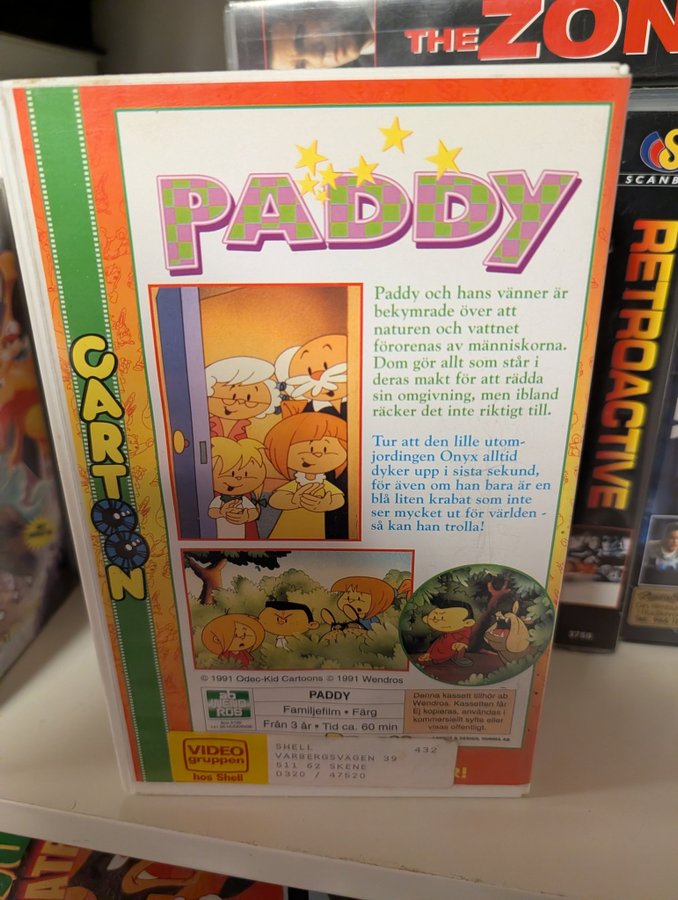 THE ZON
SCANB
RETROACTIVE
3750
CARTOON
PADDY
Paddy och hans vänner är
bekymrade över att
naturen och vattnet
förorenas av människorna.
Dom gör allt som står i
deras makt för att rädda
sin omgivning, men ibland
räcker det inte riktigt till.
Tur att den lille utom-
jordingen Onyx alltid
dyker upp i sista sekund,
för även om han bara är en
blå liten krabat som inte
ser mycket ut för världen -
så kan han trolla!
© 1991 Odec-Kid Cartoons © 1991 Wendros
PADDY
Familjefilm • Färg
Från 3 år • Tid ca. 60 min
Denna kassett tillhör ab
Wendros. Kassetten får
Ej kopieras, användas i
kommersiellt syfte eller
visas offentligt.
VIDEO
gruppen
hos Shell
SHELL 432
VARBERGSVÄGEN 39
511 62 SKENE
0320 / 47520
R!